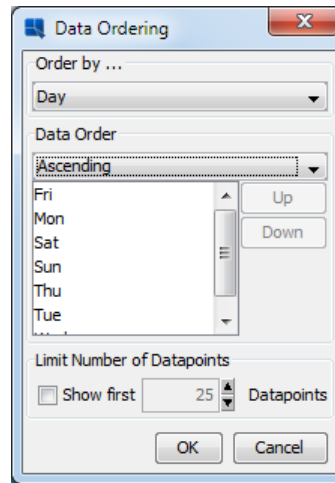 Data Ordering
Order by ...
Day
Data Order
Ascending
Fri
Up
Mon
Down
Sat
Sun
Thu
Tue
Limit Number of Datapoints
Show first 25 Datapoints
OK Cancel